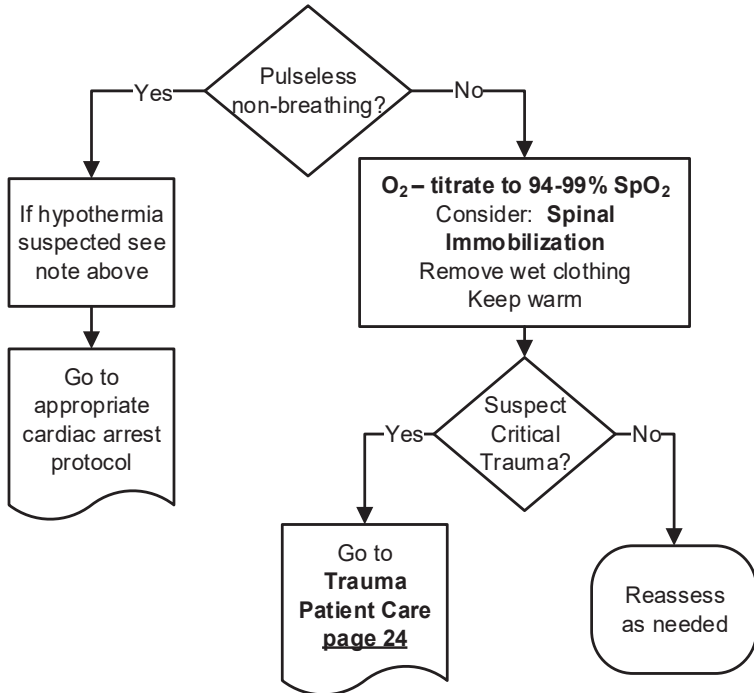 Pulseless
non-breathing?
Yes
No
If hypothermia
suspected see
note above
Go to
appropriate
cardiac arrest
protocol
O₂ – titrate to 94-99% SpO₂
Consider: Spinal
Immobilization
Remove wet clothing
Keep warm
Suspect
Critical
Trauma?
Yes
No
Go to
Trauma
Patient Care
page 24
Reassess
as needed